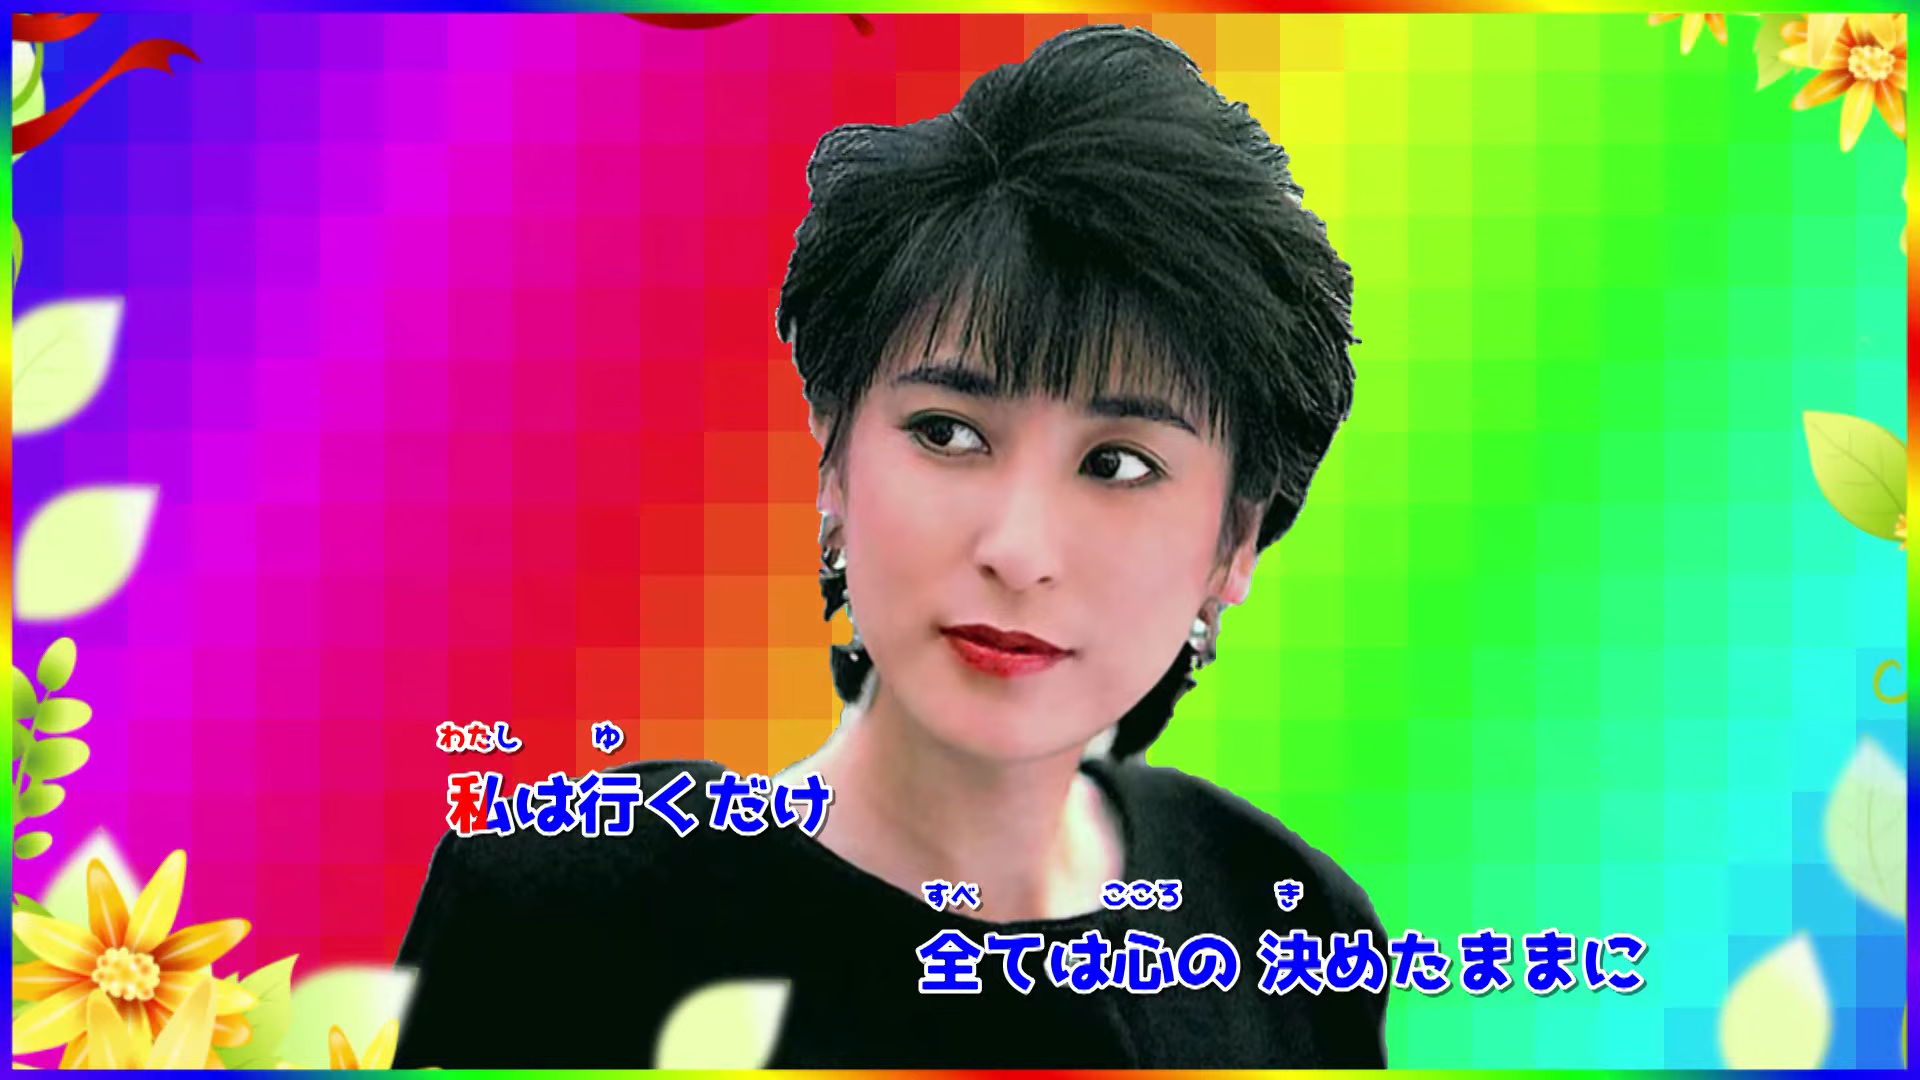 わたし ゆ
私は行くだけ
すべ こころ き
全ては心の 決めたままに